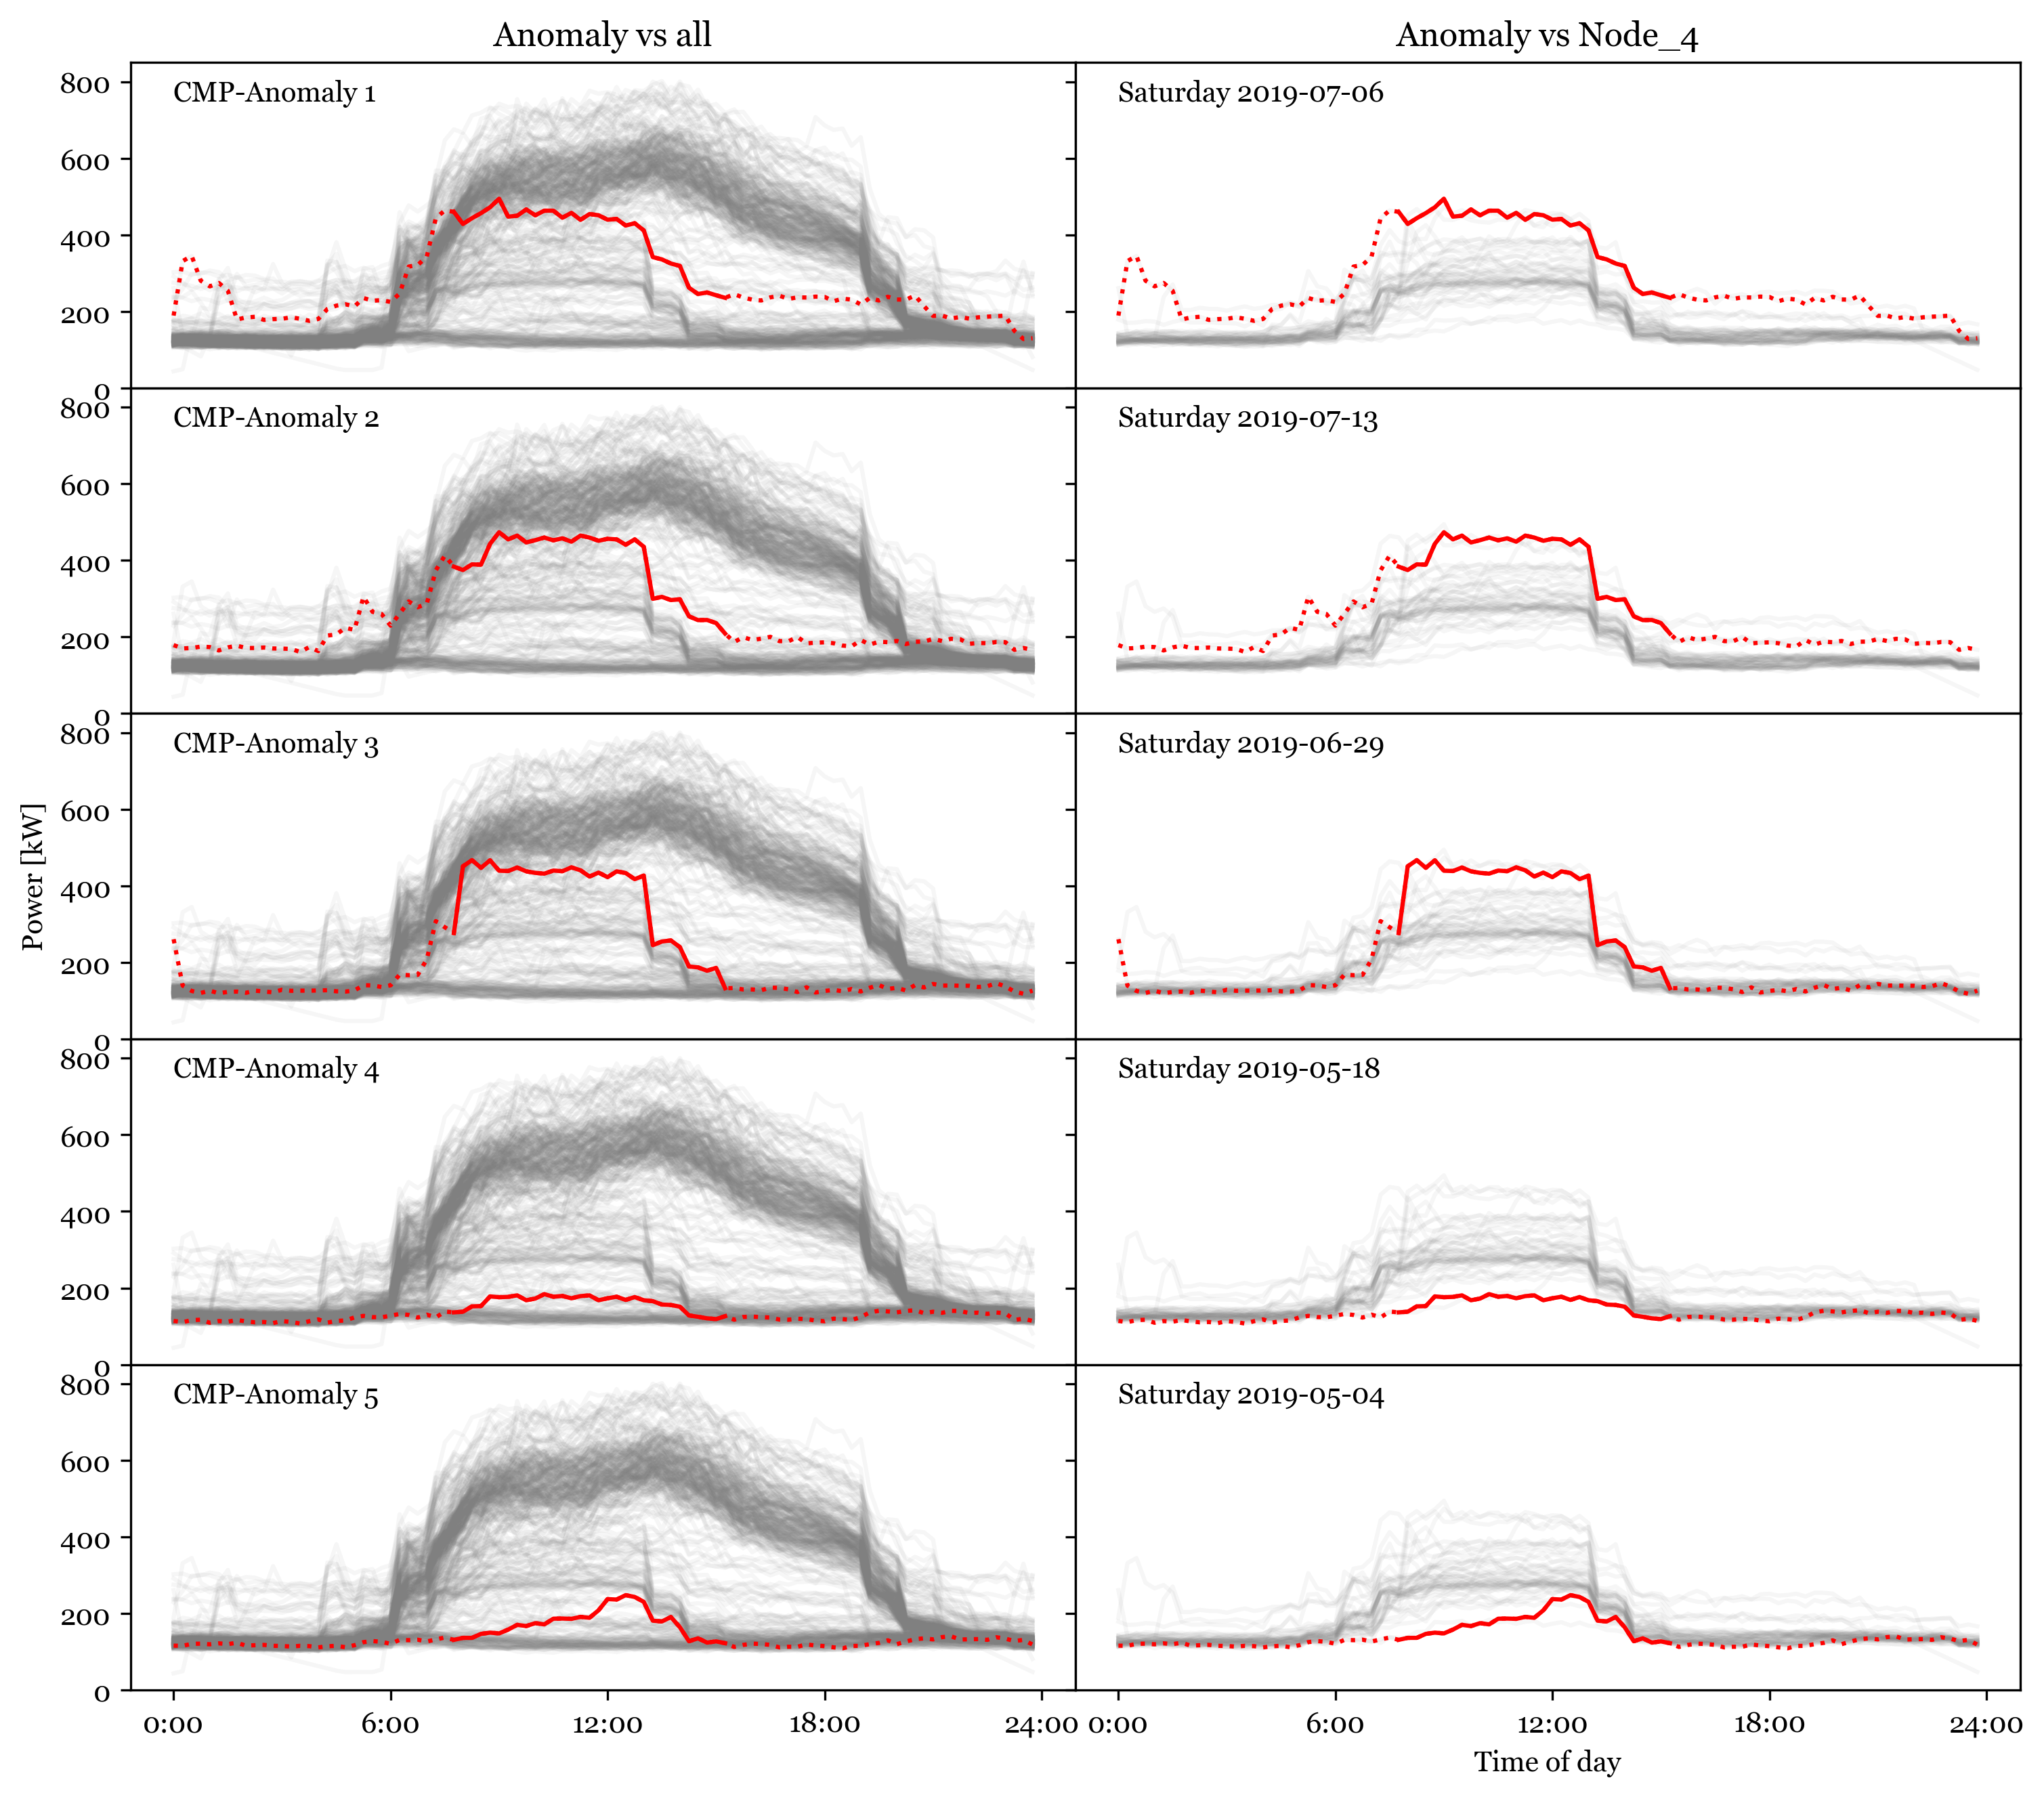 Anomaly vs all
Anomaly vs Node_4
800
600
400
200
0
CMP-Anomaly 1
Saturday 2019-07-06
800
600
400
200
0
CMP-Anomaly 2
Saturday 2019-07-13
800
600
400
200
0
CMP-Anomaly 3
Saturday 2019-06-29
Power [kW]
800
600
400
200
0
CMP-Anomaly 4
Saturday 2019-05-18
800
600
400
200
0
CMP-Anomaly 5
Saturday 2019-05-04
0:00 6:00 12:00 18:00 24:00
0:00 6:00 12:00 18:00 24:00
Time of day